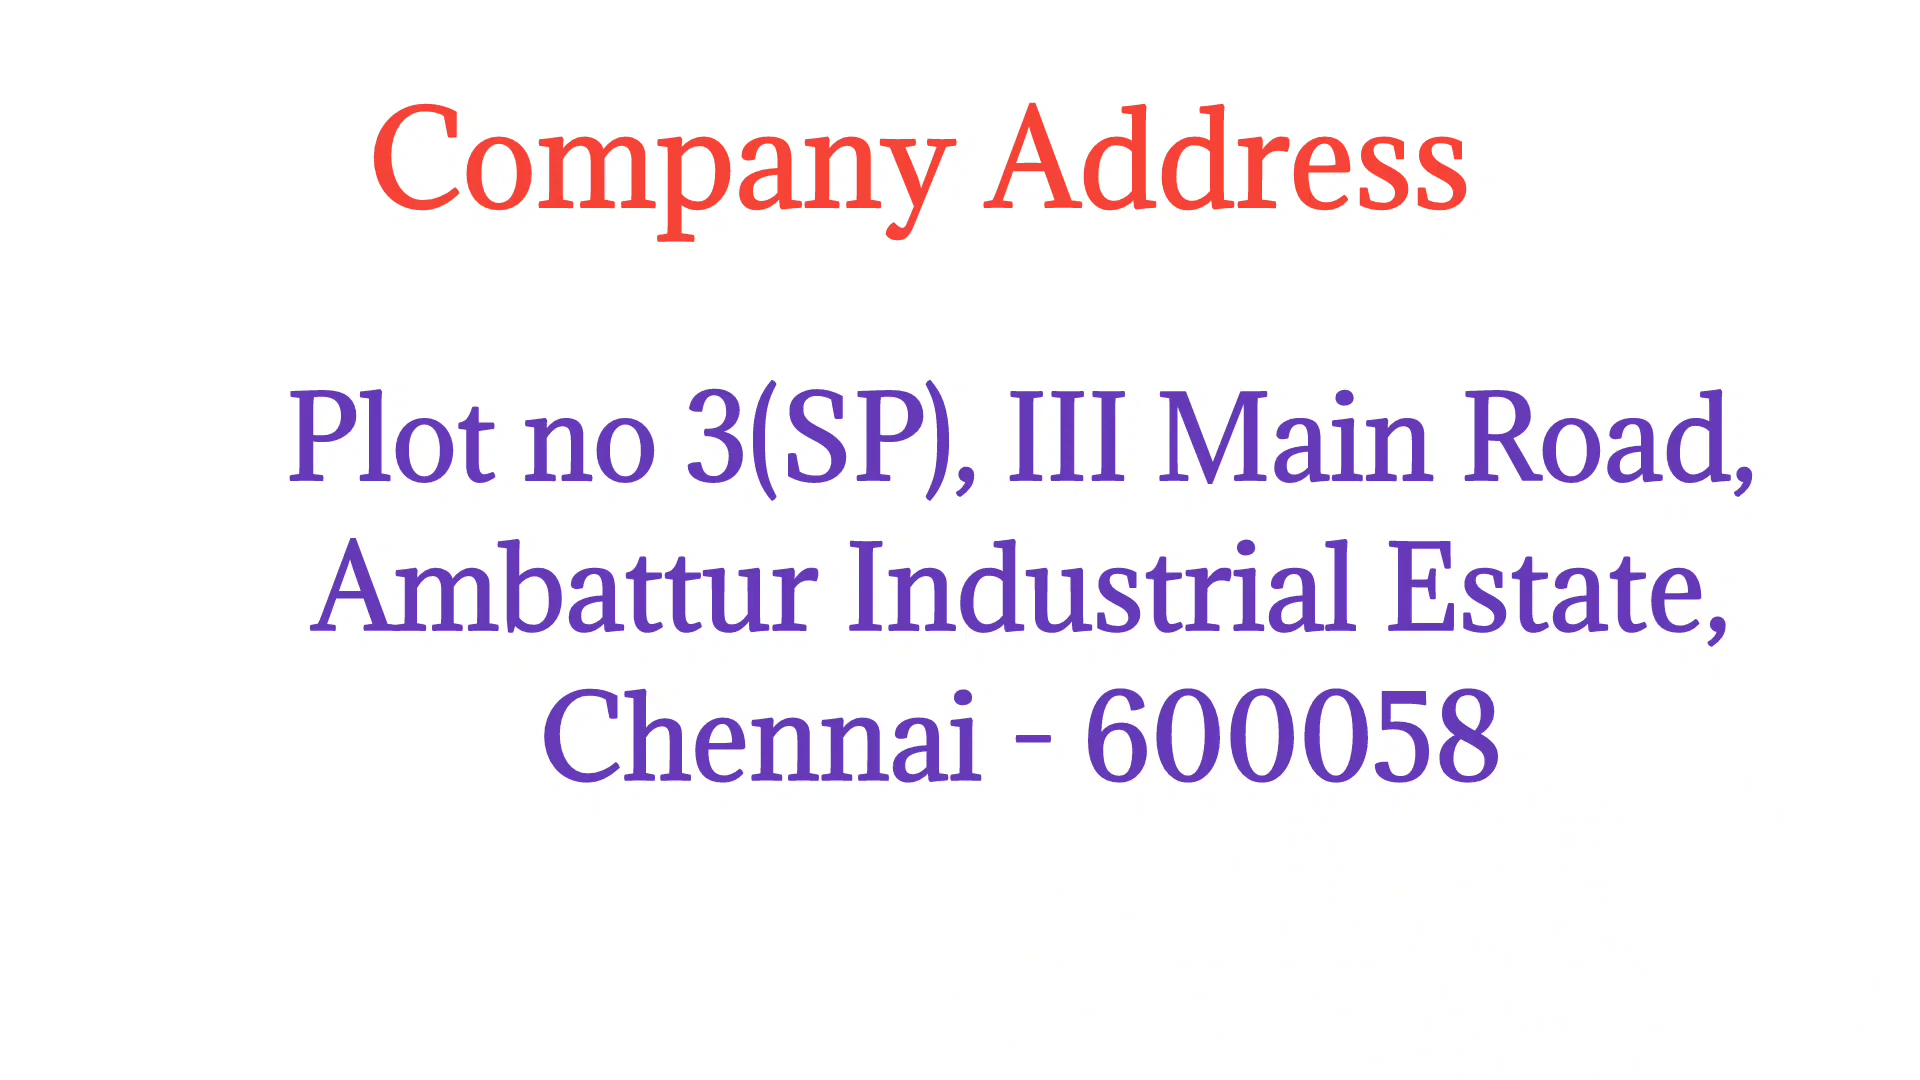 Company Address
Plot no 3(SP), III Main Road,
Ambattur Industrial Estate,
Chennai - 600058